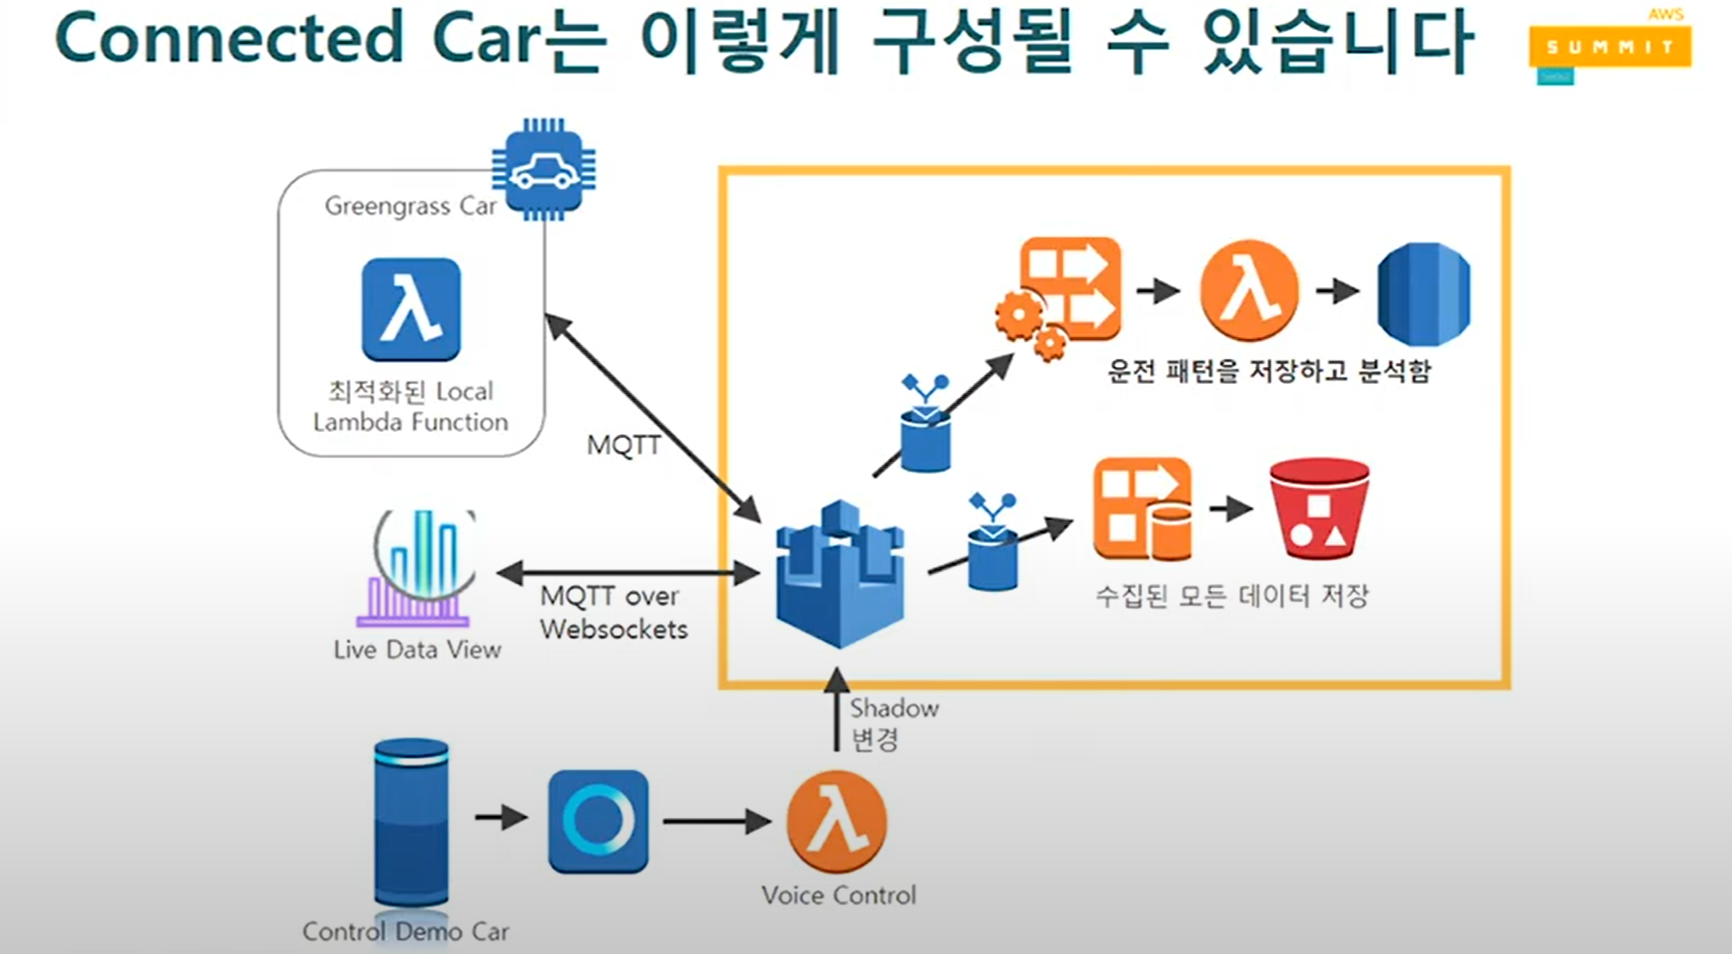 Connected Car는 이렇게 구성될 수 있습니다
AWS
SUMMIT
Greengrass Car
최적화된 Local
Lambda Function
MQTT
운전 패턴을 저장하고 분석함
수집된 모든 데이터 저장
MQTT over
Websockets
Live Data View
Shadow
변경
Voice Control
Control Demo Car